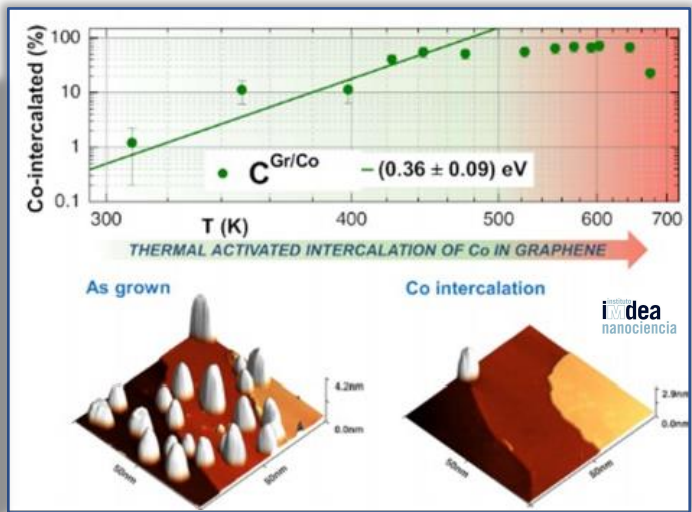 100
10
1
0.1
Co-intercalated (%)
C^Gr/Co
(0.36 ± 0.09) eV
300
400
500
600
700
T (K)
THERMAL ACTIVATED INTERCALATION OF Co IN GRAPHENE
As grown
Co intercalation
instituto
imdea
nanociencia
4.2nm
0.0nm
50nm
50nm
2.9nm
0.0nm
50nm
50nm